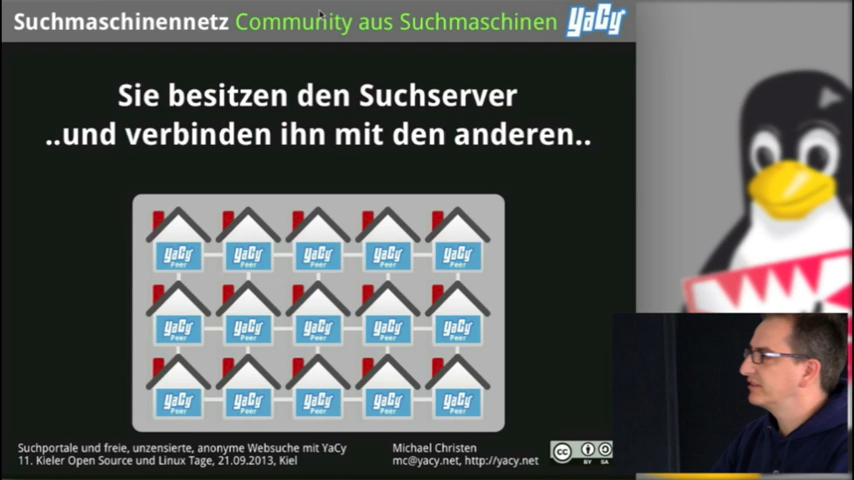 Suchmaschinennetz Community aus Suchmaschinen YaCy
Sie besitzen den Suchserver
..und verbinden ihn mit den anderen..
YaCy YaCy YaCy YaCy YaCy
Peer Peer Peer Peer Peer
YaCy YaCy YaCy YaCy YaCy
Peer Peer Peer Peer Peer
YaCy YaCy YaCy YaCy YaCy
Peer Peer Peer Peer Peer
Suchportale und freie, unzensierte, anonyme Websuche mit YaCy
11. Kieler Open Source und Linux Tage, 21.09.2013, Kiel
Michael Christen
mc@yacy.net, http://yacy.net
cc
BY SA